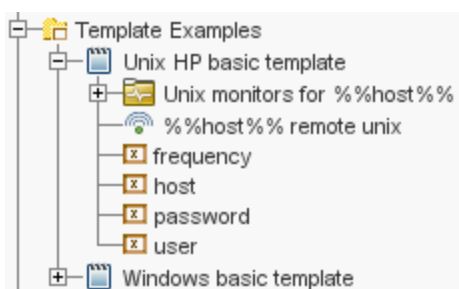 Template Examples
Unix HP basic template
Unix monitors for %%host%%
%%host%% remote unix
frequency
host
password
user
Windows basic template